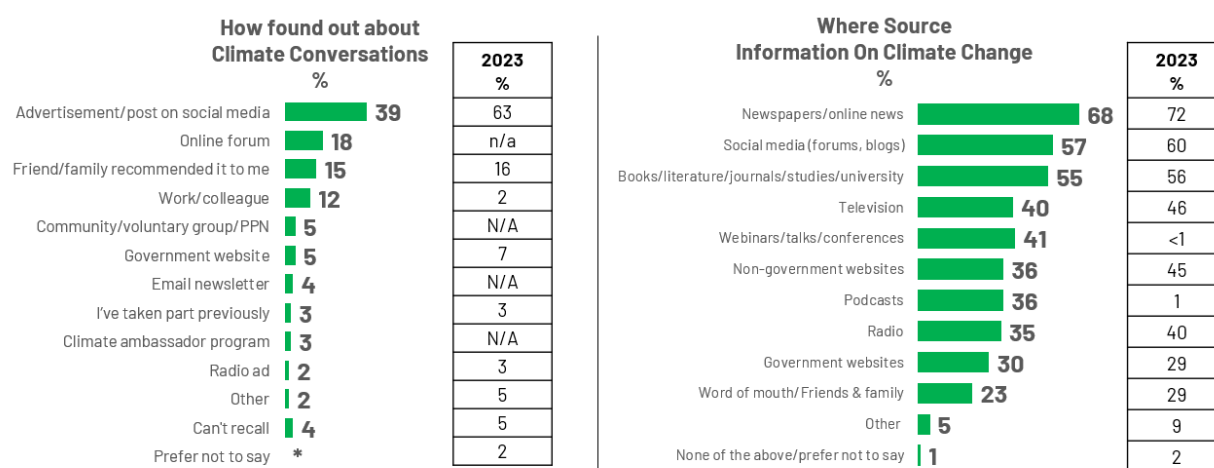 How found out about
Climate Conversations
%
2023
%
Advertisement/post on social media 39 63
Online forum 18 n/a
Friend/family recommended it to me 15 16
Work/colleague 12 2
Community/voluntary group/PPN 5 N/A
Government website 5 7
Email newsletter 4 N/A
I've taken part previously 3 3
Climate ambassador program 3 N/A
Radio ad 2 3
Other 2 5
Can't recall 4 5
Prefer not to say * 2
Where Source
Information On Climate Change
%
2023
%
Newspapers/online news 68 72
Social media (forums, blogs) 57 60
Books/literature/journals/studies/university 55 56
Television 40 46
Webinars/talks/conferences 41 <1
Non-government websites 36 45
Podcasts 36 1
Radio 35 40
Government websites 30 29
Word of mouth/Friends & family 23 29
Other 5 9
None of the above/prefer not to say 1 2